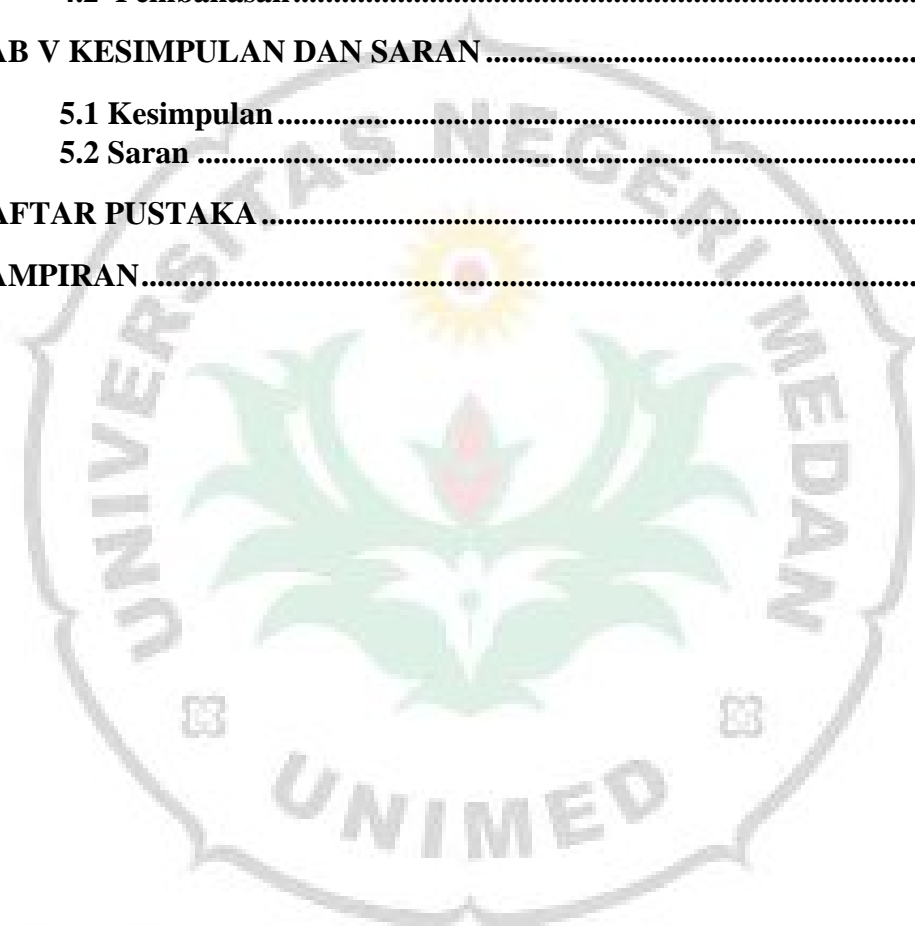 AB V KESIMPULAN DAN SARAN ........................................................
5.1 Kesimpulan ........................................................
5.2 Saran ........................................................
AFTAR PUSTAKA ........................................................
AMPIRAN ........................................................
UNIVERSITAS NEGERI MEDAN
UNIMED